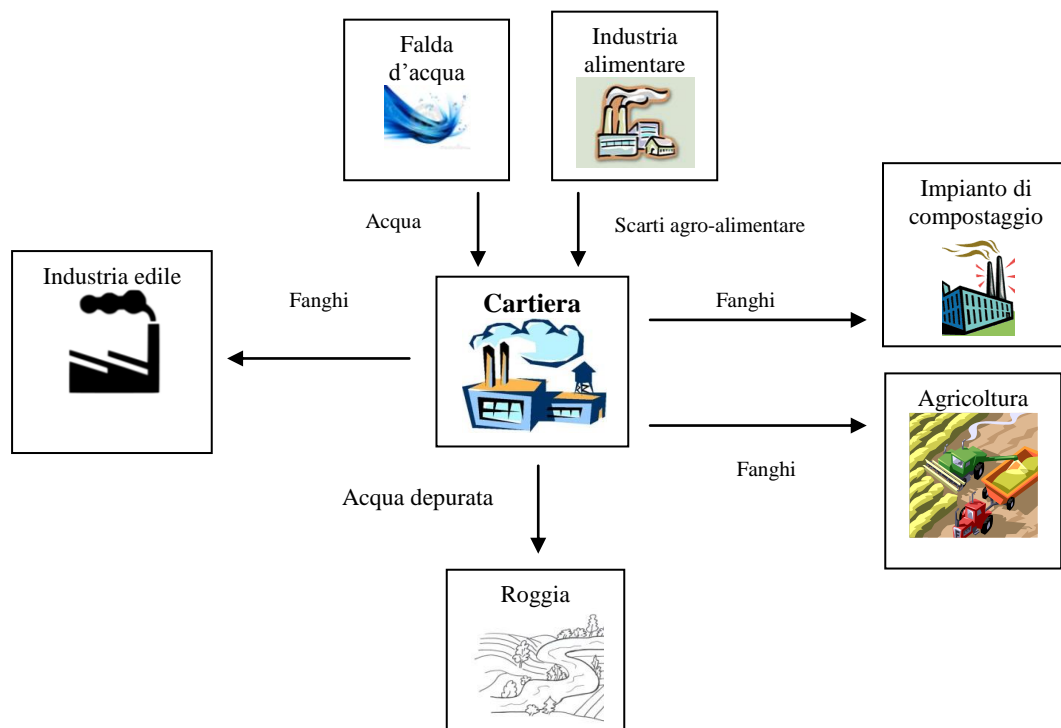 Falda
d’acqua
Industria
alimentare
Impianto di
compostaggio
Acqua
Scarti agro-alimentare
Industria edile
Fanghi
Cartiera
Fanghi
Agricoltura
Fanghi
Acqua depurata
Roggia